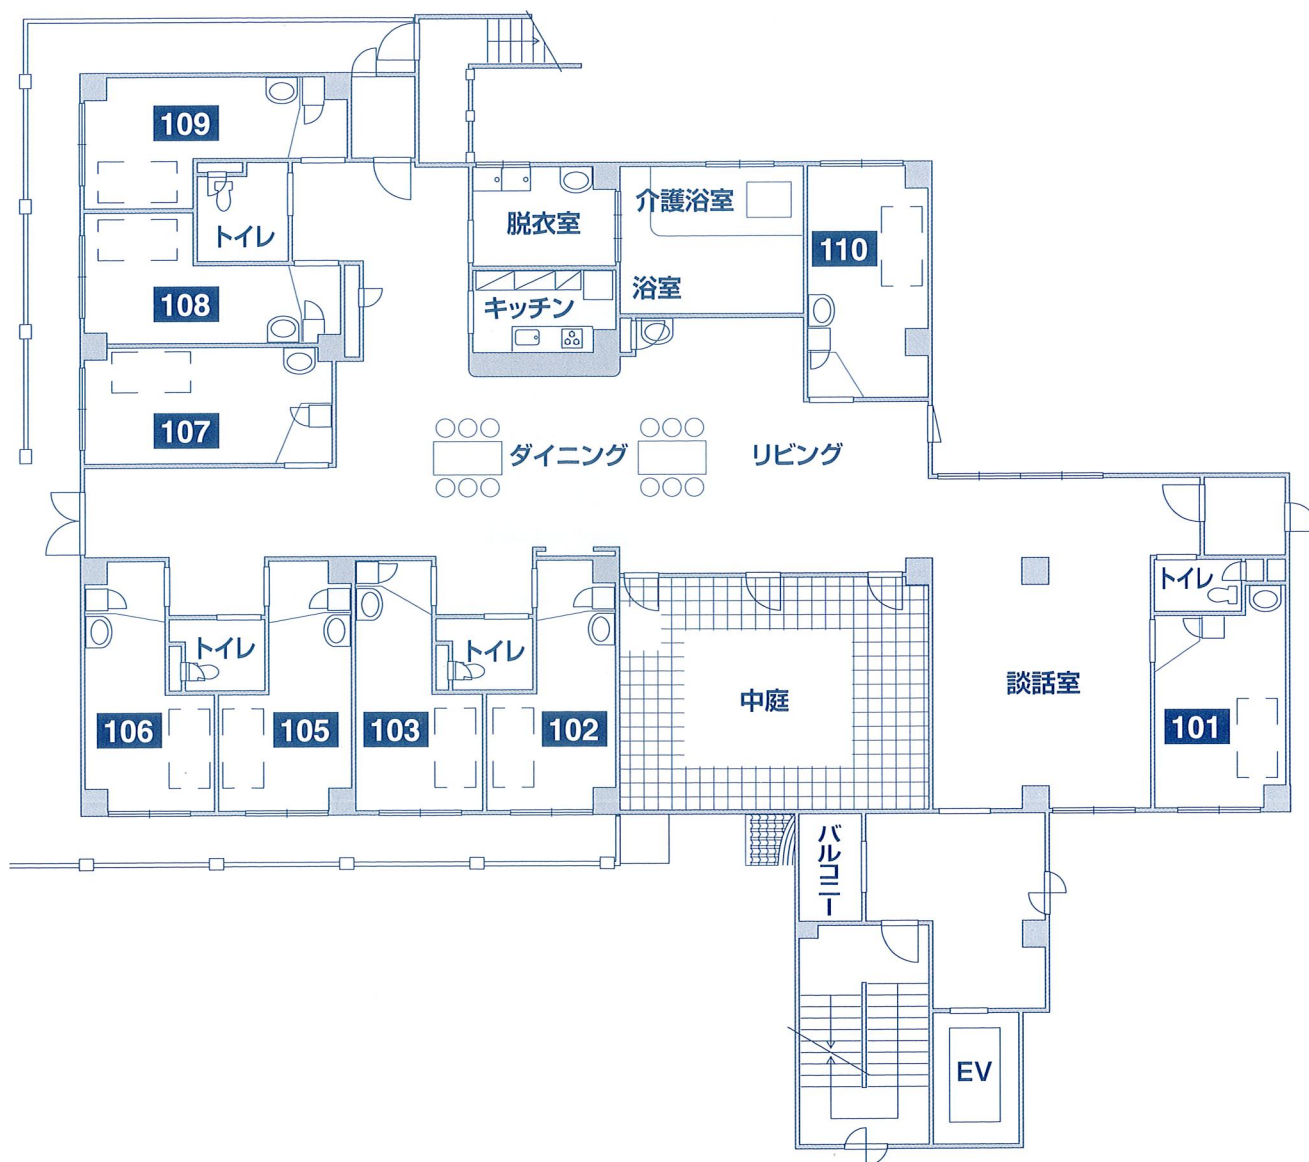 109
トイレ
108
107
脱衣室
介護浴室
浴室
キッチン
110
ダイニング
リビング
トイレ
106
トイレ
105
103
トイレ
102
中庭
談話室
101
バルコニー
EV